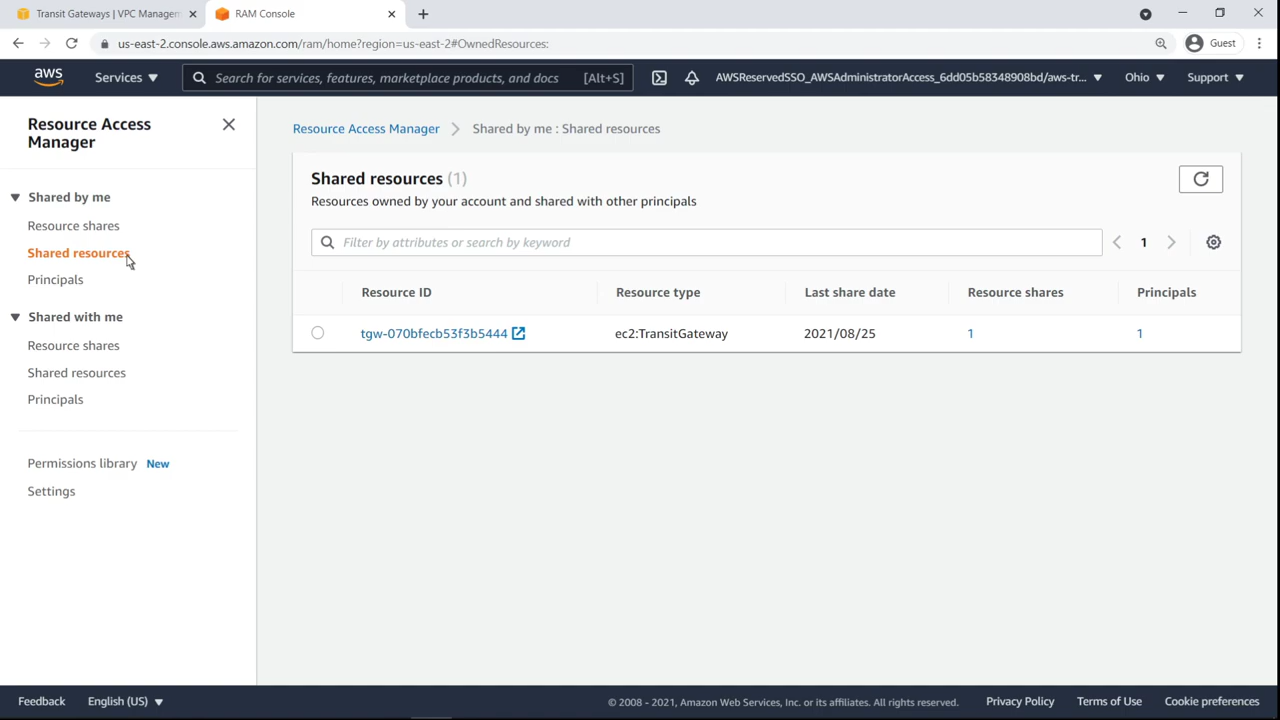 Transit Gateways | VPC Managem
RAM Console
us-east-2.console.aws.amazon.com/ram/home?region=us-east-2#OwnedResources:
Guest
aws
Services
Search for services, features, marketplace products, and docs
[Alt+S]
AWSReservedSSO_AWSAdministratorAccess_6dd05b58348908bd/aws-tr...
Ohio
Support
Resource Access
Manager
Shared by me
Resource shares
Shared resources
Principals
Shared with me
Resource shares
Shared resources
Principals
Permissions library New
Settings
Resource Access Manager
Shared by me : Shared resources
Shared resources (1)
Resources owned by your account and shared with other principals
Filter by attributes or search by keyword
1
Resource ID
Resource type
Last share date
Resource shares
Principals
tgw-070bfecb53f3b5444
ec2:TransitGateway
2021/08/25
1
1
Feedback
English (US)
© 2008 - 2021, Amazon Web Services, Inc. or its affiliates. All rights reserved.
Privacy Policy
Terms of Use
Cookie preferences